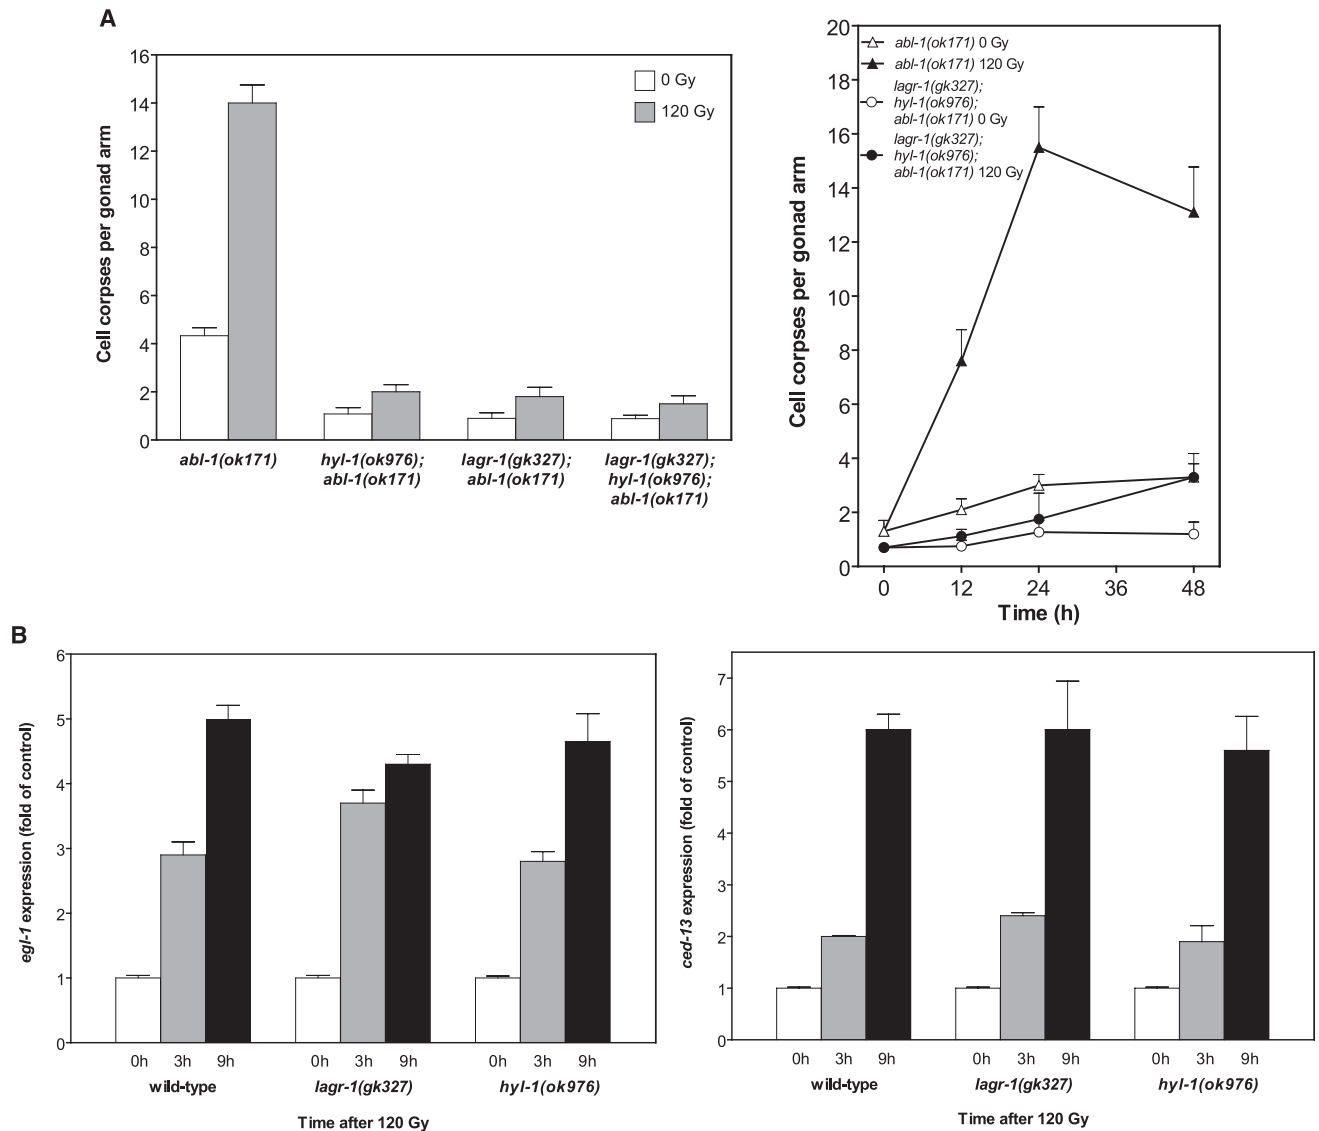 A
Cell corpses per gonad arm
16
14
12
10
8
6
4
2
0
0 Gy
120 Gy
abl-1(ok171)
hyl-1(ok976);
abl-1(ok171)
lagr-1(gk327);
abl-1(ok171)
lagr-1(gk327);
hyl-1(ok976);
abl-1(ok171)
Cell corpses per gonad arm
20
18
16
14
12
10
8
6
4
2
0
abl-1(ok171) 0 Gy
abl-1(ok171) 120 Gy
lagr-1(gk327);
hyl-1(ok976);
abl-1(ok171) 0 Gy
lagr-1(gk327);
hyl-1(ok976);
abl-1(ok171) 120 Gy
0 12 24 36 48
Time (h)
B
egl-1 expression (fold of control)
6
5
4
3
2
1
0
0h 3h 9h 0h 3h 9h 0h 3h 9h
wild-type lagr-1(gk327) hyl-1(ok976)
Time after 120 Gy
ced-13 expression (fold of control)
7
6
5
4
3
2
1
0
0h 3h 9h 0h 3h 9h 0h 3h 9h
wild-type lagr-1(gk327) hyl-1(ok976)
Time after 120 Gy